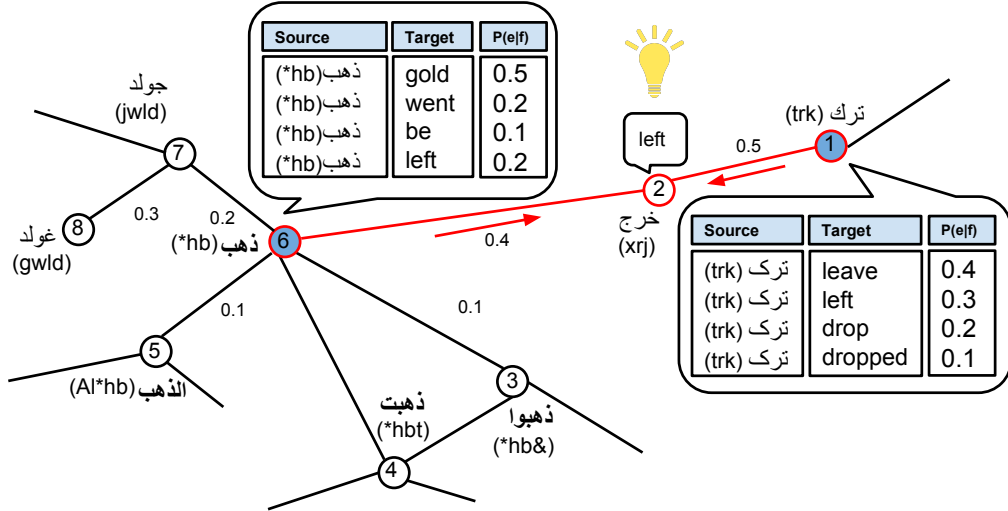 Source Target P(e|f)
ذهب(*hb) gold 0.5
ذهب(*hb) went 0.2
ذهب(*hb) be 0.1
ذهب(*hb) left 0.2
جولد
(jwld)
7
8
غولد
(gwld)
0.3
0.2
ذهب(*hb)
6
left
2
خرج
(xrj)
0.5
0.4
ترك (trk)
1
Source Target P(e|f)
ترک (trk) leave 0.4
ترک (trk) left 0.3
ترک (trk) drop 0.2
ترک (trk) dropped 0.1
0.1
0.1
5
الذهب(Al*hb)
3
ذهبوا
(*hb&)
ذهبت
(*hbt)
4